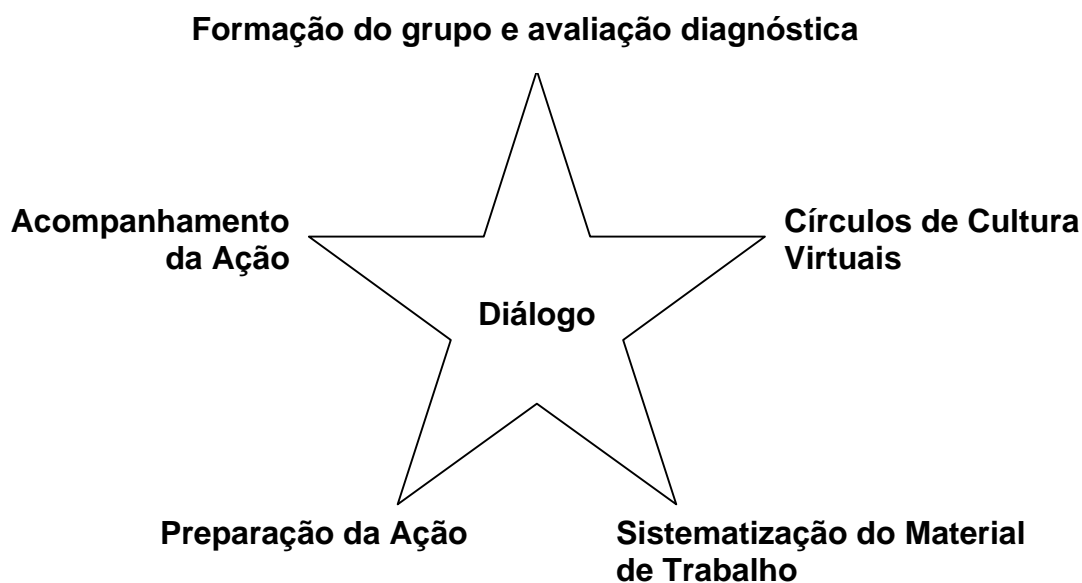 Formação do grupo e avaliação diagnóstica
Acompanhamento
da Ação
Círculos de Cultura
Virtuais
Diálogo
Preparação da Ação
Sistematização do Material
de Trabalho